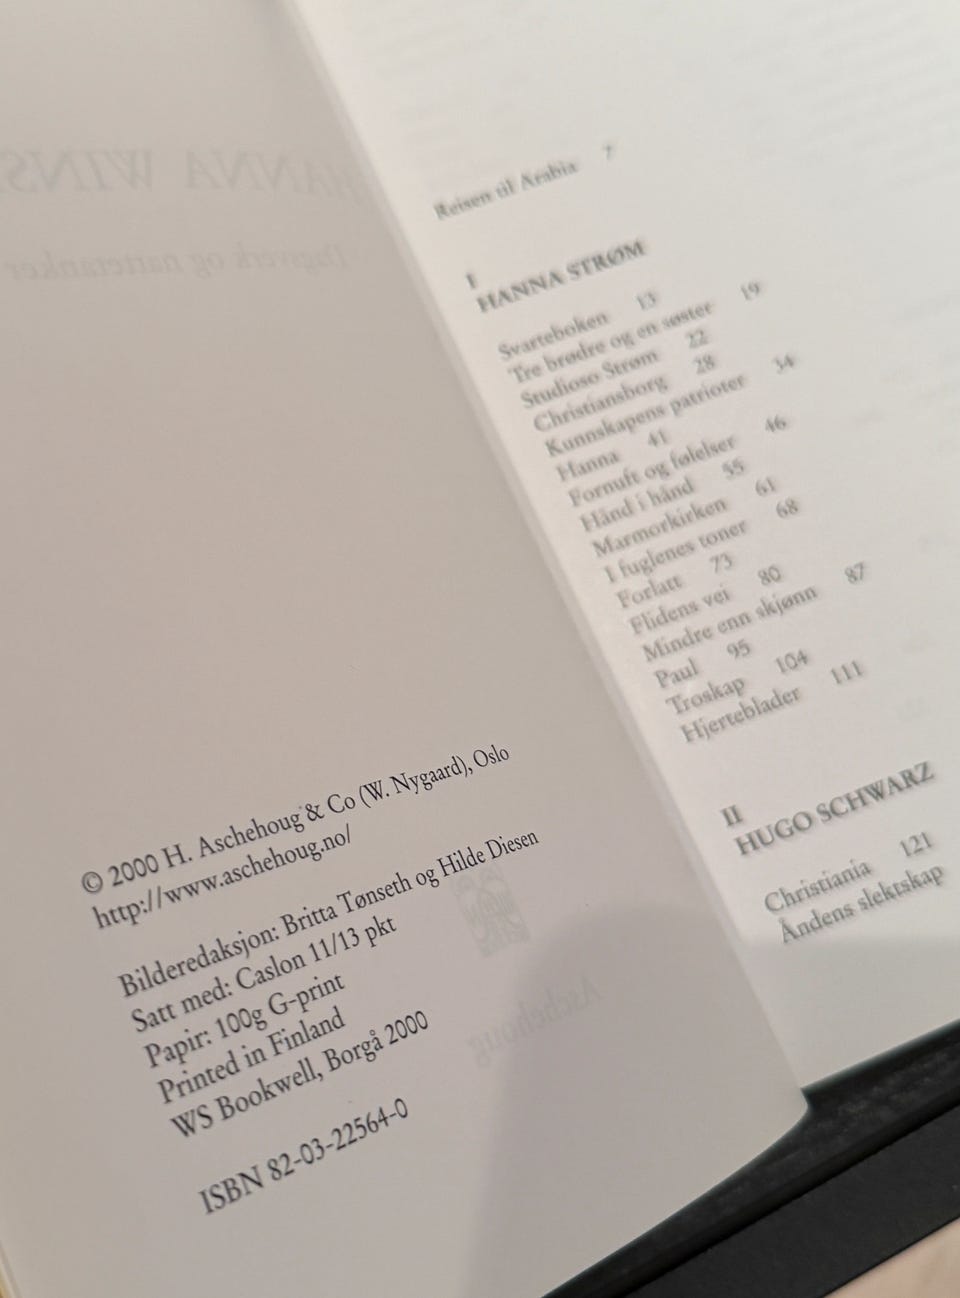 © 2000 H. Aschehoug & Co (W. Nygaard), Oslo
http://www.aschehoug.no/
Bilderedaksjon: Britta Tønseth og Hilde Diesen
Satt med: Caslon 11/13 pkt
Papir: 100g G-print
Printed in Finland
WS Bookwell, Borgå 2000
ISBN 82-03-22564-0
Reisen til Arabia 7
I
HANNA STRØM
Svarteboken 13
Tre brødre og en søster 19
Studioso Strøm 22
Christiansborg 28
Kunnskapens patrioter 34
Hanna 41
Fornuft og følelser 46
Hånd i hånd 55
Marmorkirken 61
I fuglenes toner 68
Forlatt 73
Flidens vei 80
Mindre enn skjønn 87
Paul 95
Troskap 104
Hjerteblader 111
II
HUGO SCHWARZ
Christiania 121
Åndens slektskap